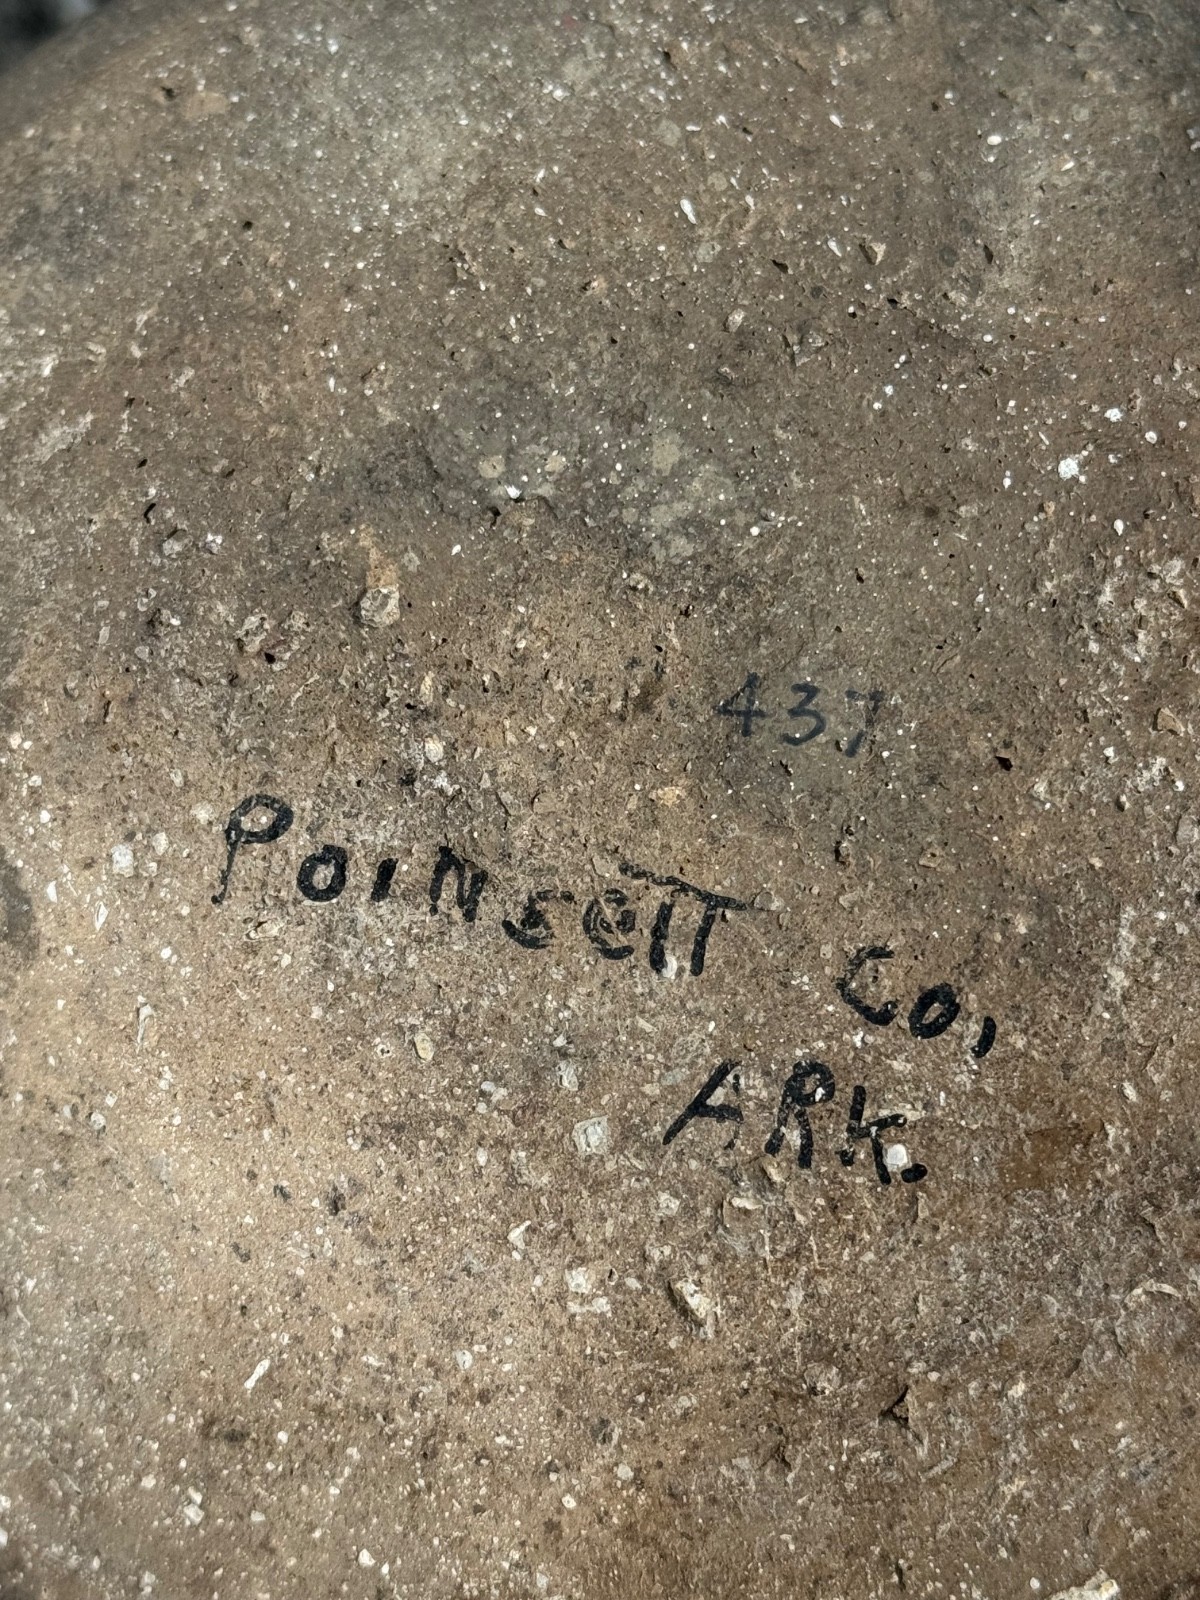 437
POINSETT CO,
ARK.